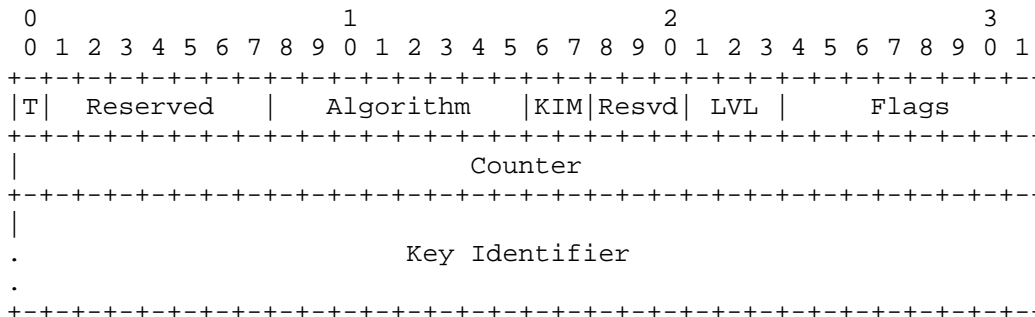 0                   1                   2                   3
 0 1 2 3 4 5 6 7 8 9 0 1 2 3 4 5 6 7 8 9 0 1 2 3 4 5 6 7 8 9 0 1
+-+-+-+-+-+-+-+-+-+-+-+-+-+-+-+-+-+-+-+-+-+-+-+-+-+-+-+-+-+-+-+-
|T|  Reserved   |   Algorithm   |KIM|Resvd| LVL |     Flags
+-+-+-+-+-+-+-+-+-+-+-+-+-+-+-+-+-+-+-+-+-+-+-+-+-+-+-+-+-+-+-+-
|                            Counter
+-+-+-+-+-+-+-+-+-+-+-+-+-+-+-+-+-+-+-+-+-+-+-+-+-+-+-+-+-+-+-+-
|
.                        Key Identifier
.
+-+-+-+-+-+-+-+-+-+-+-+-+-+-+-+-+-+-+-+-+-+-+-+-+-+-+-+-+-+-+-+-